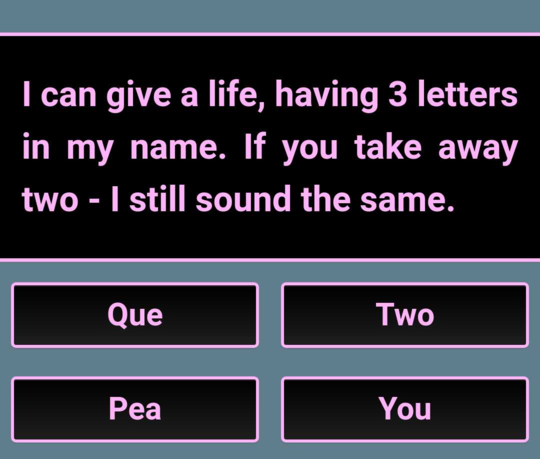 I can give a life, having 3 letters
in my name. If you take away
two - I still sound the same.
Que
Two
Pea
You